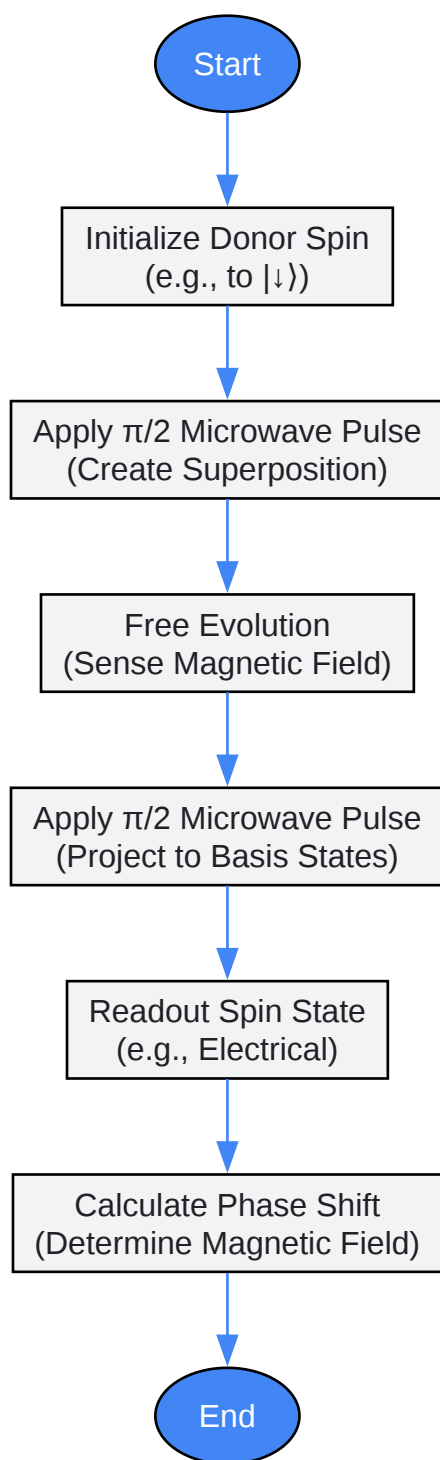 Start
Initialize Donor Spin
(e.g., to |↓⟩)
Apply π/2 Microwave Pulse
(Create Superposition)
Free Evolution
(Sense Magnetic Field)
Apply π/2 Microwave Pulse
(Project to Basis States)
Readout Spin State
(e.g., Electrical)
Calculate Phase Shift
(Determine Magnetic Field)
End